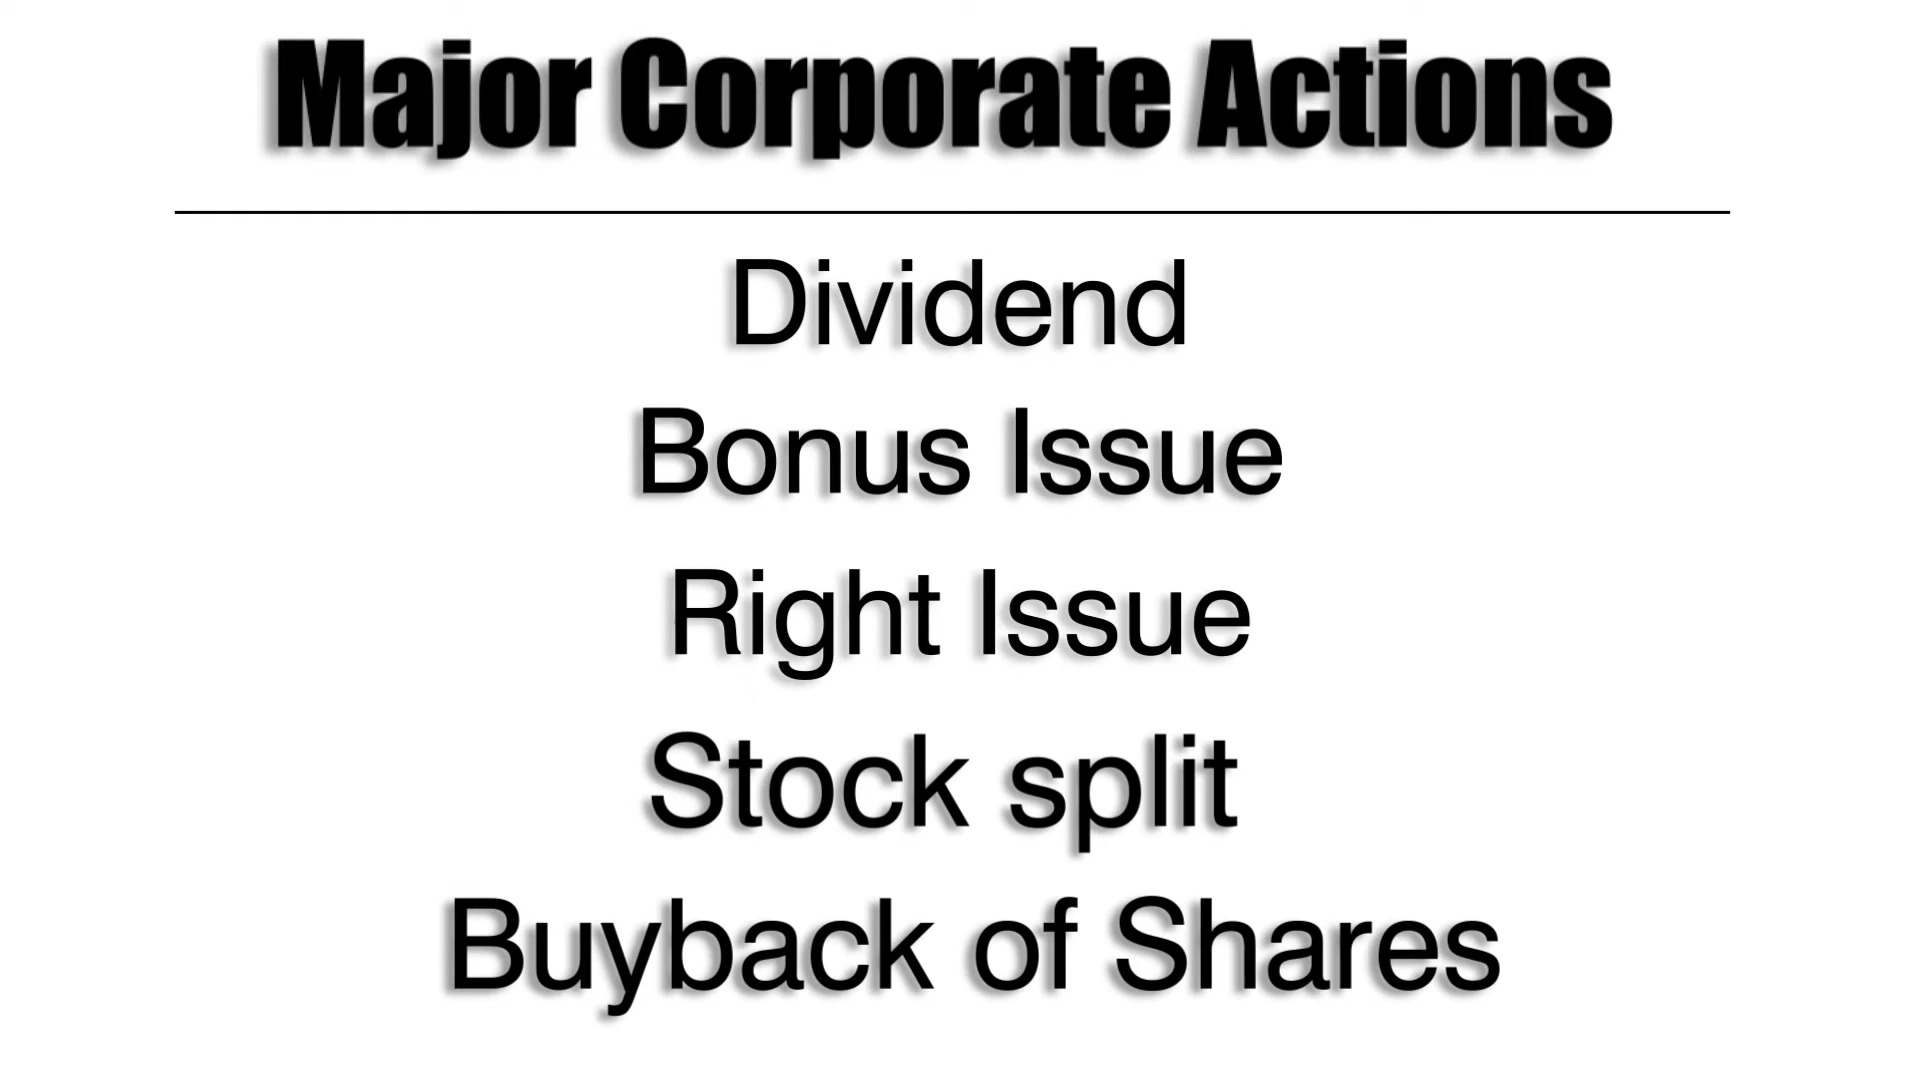 Major Corporate Actions
Dividend
Bonus Issue
Right Issue
Stock split
Buyback of Shares